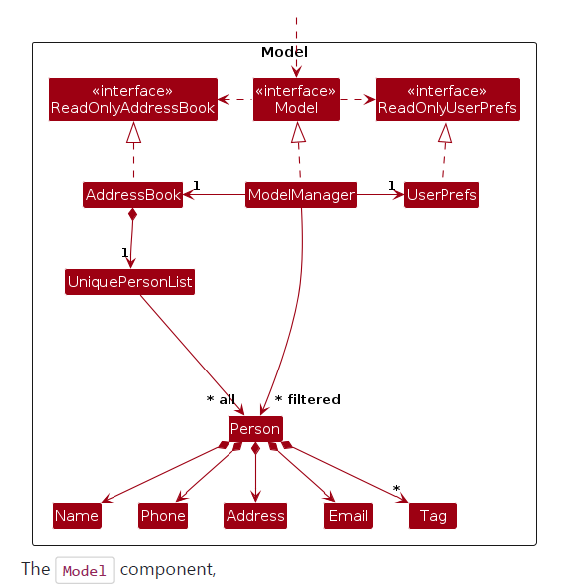 Model
«interface»
ReadOnlyAddressBook
«interface»
Model
«interface»
ReadOnlyUserPrefs
AddressBook
1
ModelManager
1
UserPrefs
1
UniquePersonList
* all
* filtered
Person
*
Name
Phone
Address
Email
Tag
The Model component,